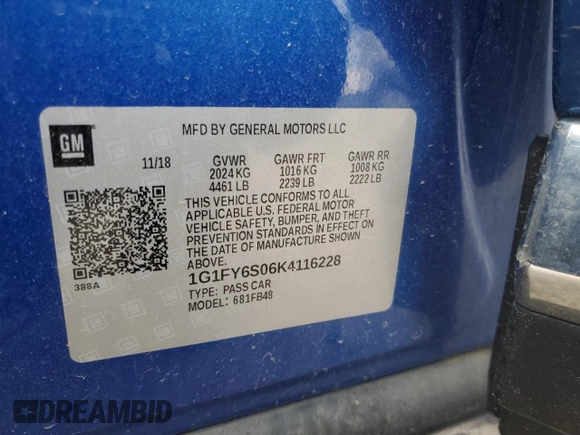 GM
MFD BY GENERAL MOTORS LLC
11/18 GVWR GAWR FRT GAWR RR
2024 KG 1016 KG 1008 KG
4461 LB 2239 LB 2222 LB
THIS VEHICLE CONFORMS TO ALL
APPLICABLE U.S. FEDERAL MOTOR
VEHICLE SAFETY, BUMPER, AND THEFT
PREVENTION STANDARDS IN EFFECT ON
THE DATE OF MANUFACTURE SHOWN
ABOVE.
388A
1G1FY6S06K4116228
TYPE: PASS CAR
MODEL: 681FB48
DREAMBID